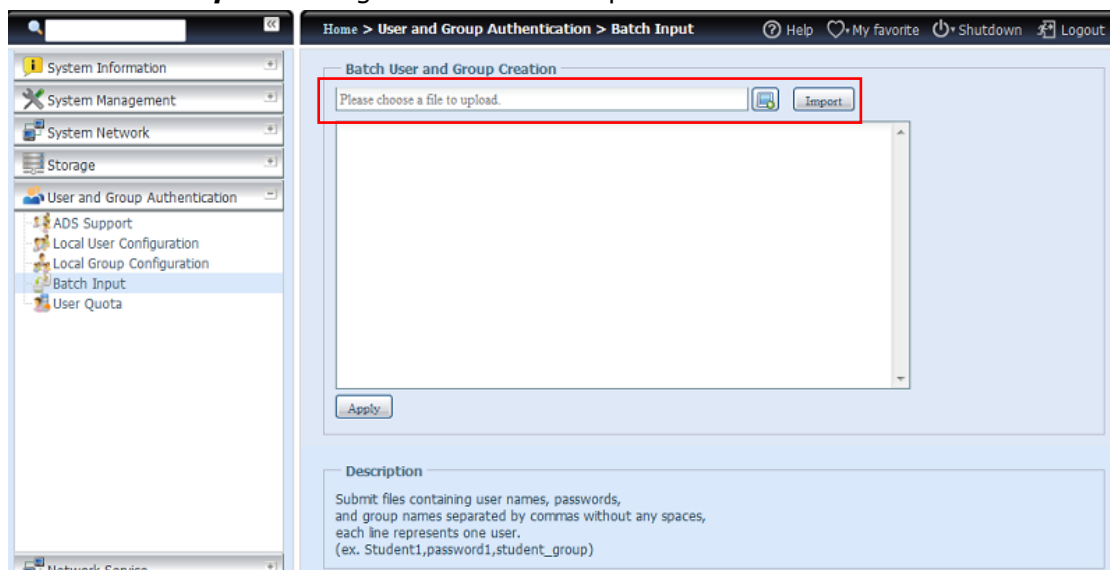 Home > User and Group Authentication > Batch Input
Help My favorite Shutdown Logout
System Information
System Management
System Network
Storage
User and Group Authentication
ADS Support
Local User Configuration
Local Group Configuration
Batch Input
User Quota
Network Service
Batch User and Group Creation
Please choose a file to upload.
Import
Apply
Description
Submit files containing user names, passwords,
and group names separated by commas without any spaces,
each line represents one user.
(ex. Student1,password1,student_group)